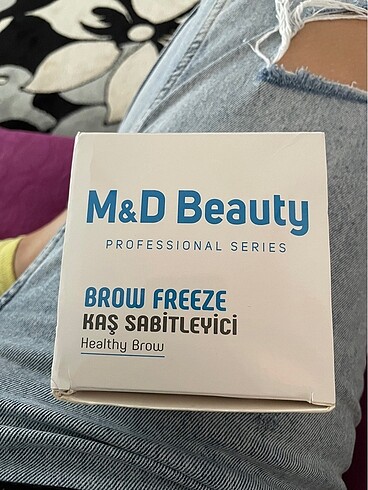 M&D Beauty
PROFESSIONAL SERIES
BROW FREEZE
KAŞ SABİTLEYİCİ
Healthy Brow